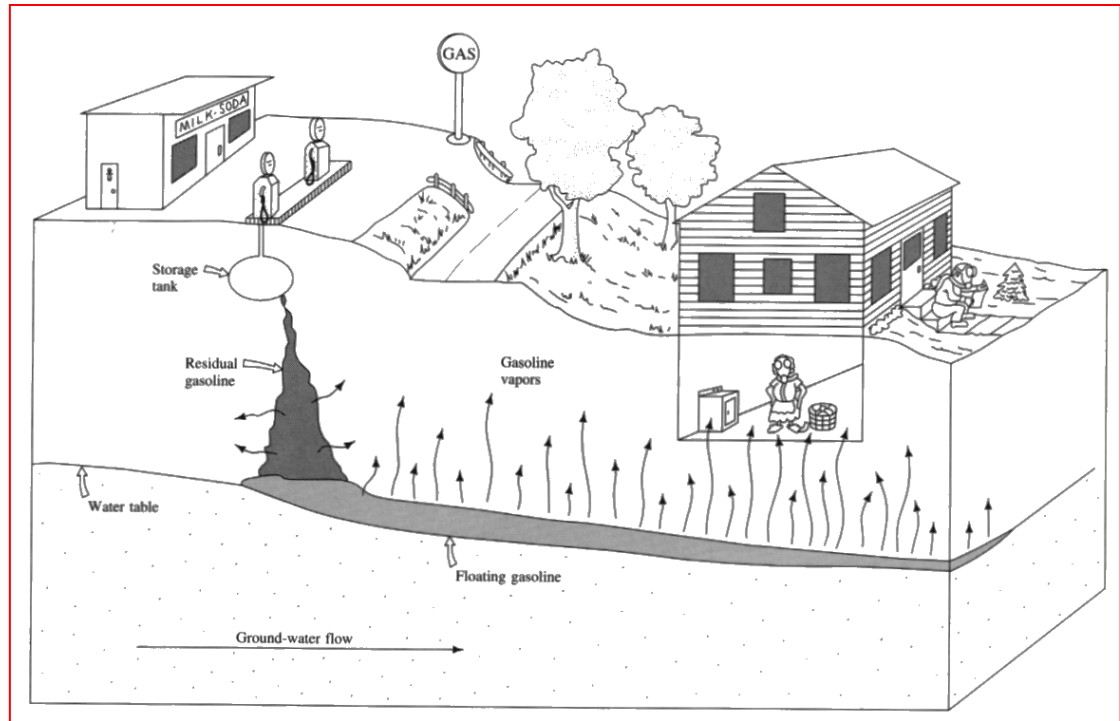 GAS
MILK-SODA
Storage
tank
Residual
gasoline
Gasoline
vapors
Water table
Floating gasoline
Ground-water flow